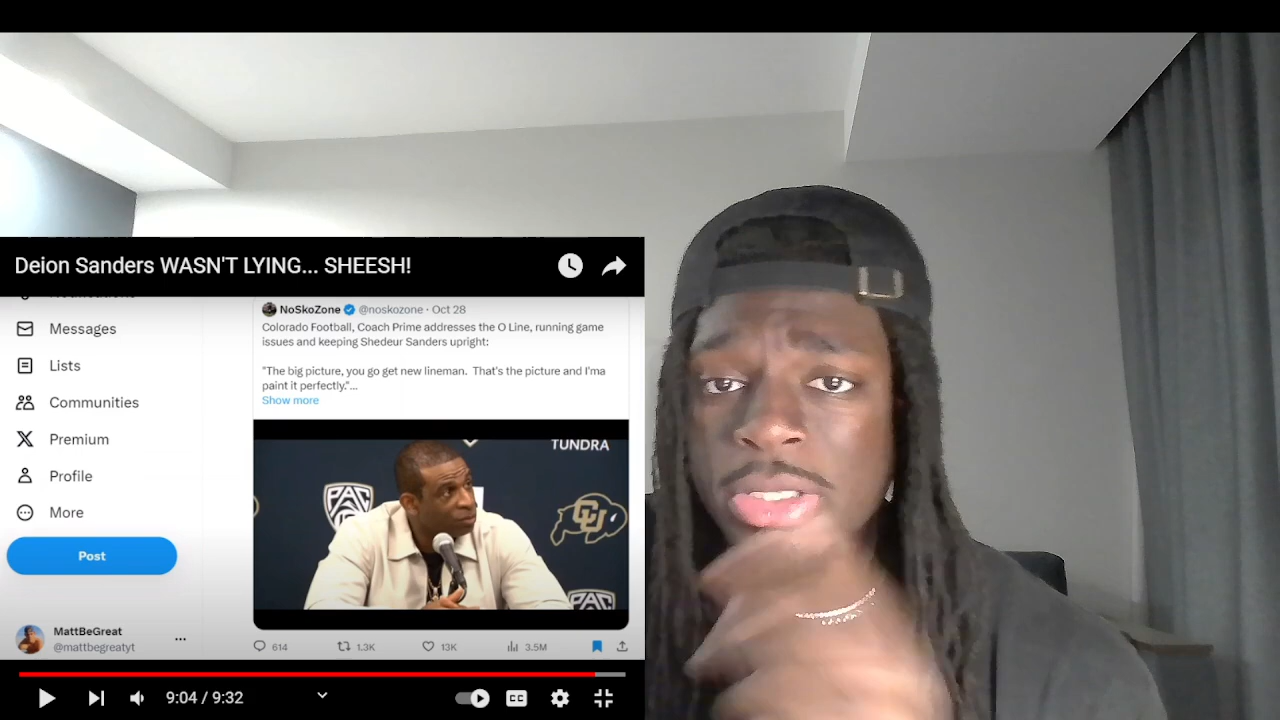 Deion Sanders WASN'T LYING... SHEESH!
NoSkoZone @noskozone · Oct 28
Colorado Football, Coach Prime addresses the O Line, running game
issues and keeping Shedeur Sanders upright:
"The big picture, you go get new lineman. That's the picture and I'ma
paint it perfectly."...
Show more
Messages
Lists
Communities
Premium
Profile
More
Post
MattBeGreat
@mattbegreatyt
TUNDRA
PAC
CU
PAC
614
1.3K
13K
3.5M
9:04 / 9:32
CC